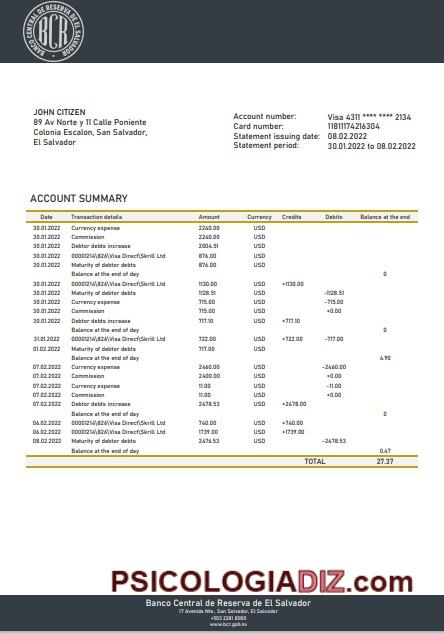 BANCO CENTRAL DE RESERVA DE EL SALVADOR
BCR
JOHN CITIZEN
89 Av Norte y 11 Calle Poniente
Colonia Escalon, San Salvador,
El Salvador
Account number: Visa 4311 **** **** 2134
Card number: 11811174216304
Statement issuing date: 08.02.2022
Statement period: 30.01.2022 to 08.02.2022
ACCOUNT SUMMARY
Date Transaction details Amount Currency Credits Debits Balance at the end
30.01.2022 Currency expense 2240.00 USD
30.01.2022 Commission 2240.00 USD
30.01.2022 Debtor debts increase 2004.51 USD
30.01.2022 00001214\826\Visa Direct\Skrill Ltd 876.00 USD
30.01.2022 Maturity of debtor debts 876.00 USD
Balance at the end of day 0
30.01.2022 00001214\826\Visa Direct\Skrill Ltd 1130.00 USD +1130.00
30.01.2022 Maturity of debtor debts 1128.51 USD -1128.51
30.01.2022 Currency expense 715.00 USD -715.00
30.01.2022 Commission 715.00 USD +0.00
30.01.2022 Debtor debts increase 717.10 USD +717.10
Balance at the end of day 0
31.01.2022 00001214\826\Visa Direct\Skrill Ltd 722.00 USD +722.00 -717.00
01.02.2022 Maturity of debtor debts 717.00 USD
Balance at the end of day 4.90
07.02.2022 Currency expense 2460.00 USD -2460.00
07.02.2022 Commission 2400.00 USD +0.00
07.02.2022 Currency expense 11.00 USD -11.00
07.02.2022 Commission 11.00 USD +0.00
07.02.2022 Debtor debts increase 2478.53 USD +2478.00
Balance at the end of day 0
06.02.2022 00001214\826\Visa Direct\Skrill Ltd 740.00 USD +740.00
06.02.2022 00001214\826\Visa Direct\Skrill Ltd 1739.00 USD +1739.00
08.02.2022 Maturity of debtor debts 2476.53 USD -2478.53
Balance at the end of day 0.47
TOTAL 27.37
PSICOLOGIADIZ.com
Banco Central de Reserva de El Salvador
17 Avenida Nte., San Salvador, El Salvador
+503 2281 8000
www.bcr.gob.sv